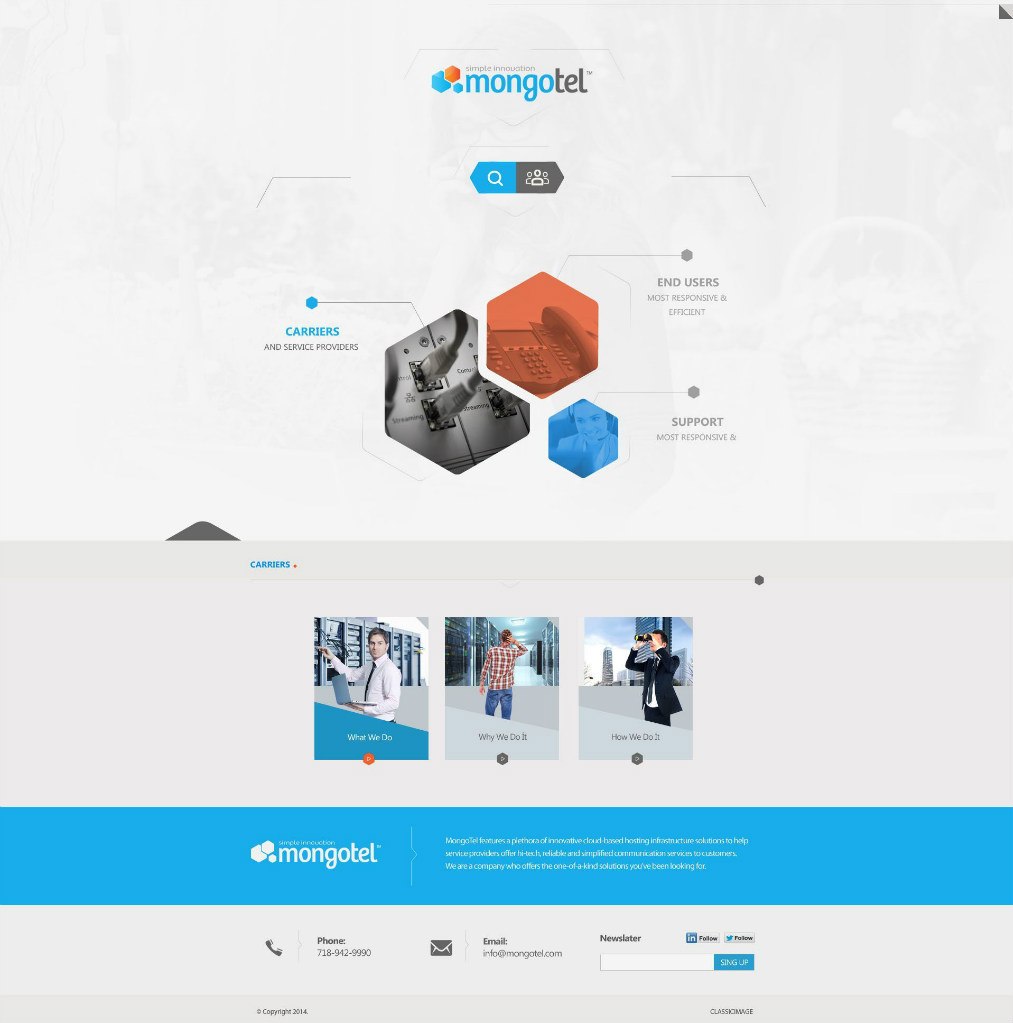 simple innovation
mongotel™
END USERS
MOST RESPONSIVE &
EFFICIENT
CARRIERS
AND SERVICE PROVIDERS
Streaming
Streaming
SUPPORT
MOST RESPONSIVE &
CARRIERS
What We Do
Why We Do It
How We Do It
simple innovation
mongotel™
MongoTel features a plethora of innovative cloud-based hosting infrastructure solutions to help
service providers offer hi-tech, reliable and simplified communication services to customers.
We are a company who offers the one-of-a-kind solutions you've been looking for.
Phone:
718-942-9990
Email:
info@mongotel.com
Newslater
in Follow
Follow
SING UP
© Copyright 2014.
CLASSICIMAGE